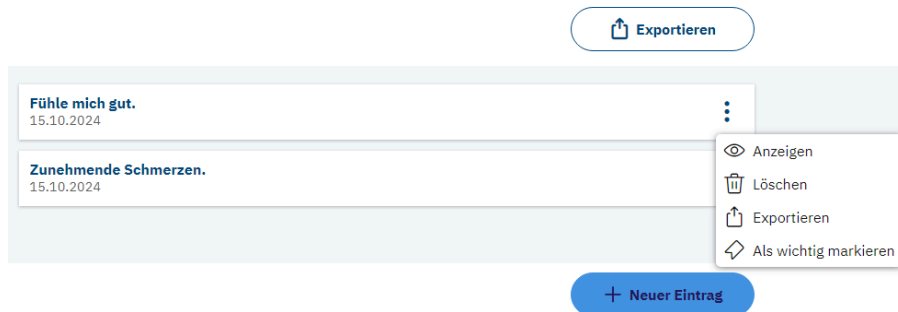 Exportieren
Fühle mich gut.
15.10.2024
Anzeigen
Zunehmende Schmerzen.
15.10.2024
Löschen
Exportieren
Als wichtig markieren
Neuer Eintrag